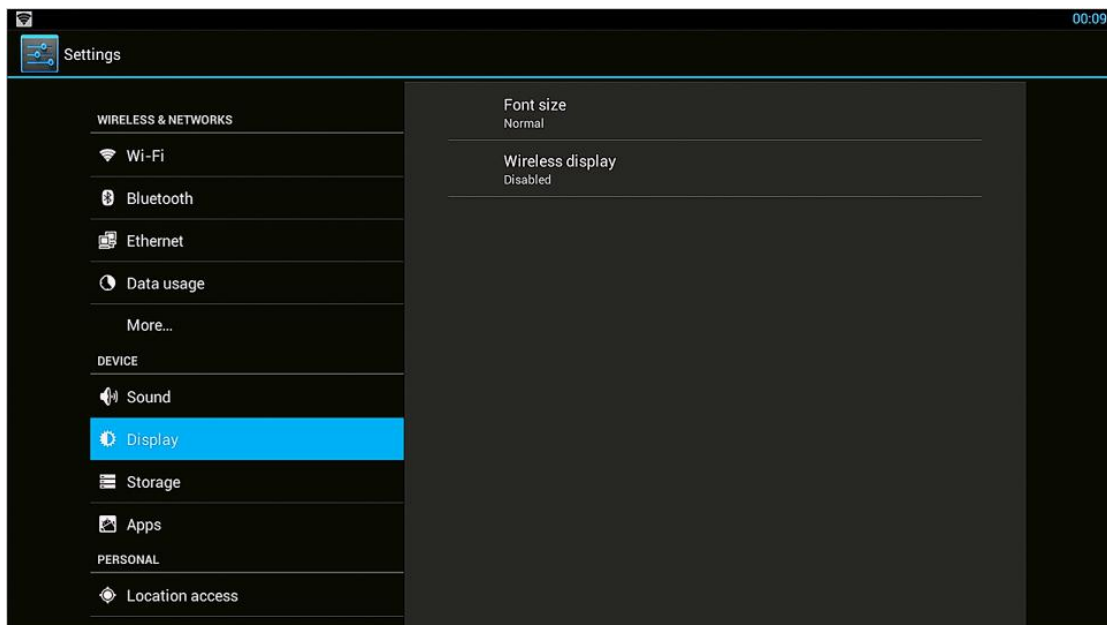 00:09
Settings
WIRELESS & NETWORKS
Wi-Fi
Bluetooth
Ethernet
Data usage
More...
DEVICE
Sound
Display
Storage
Apps
PERSONAL
Location access
Font size
Normal
Wireless display
Disabled